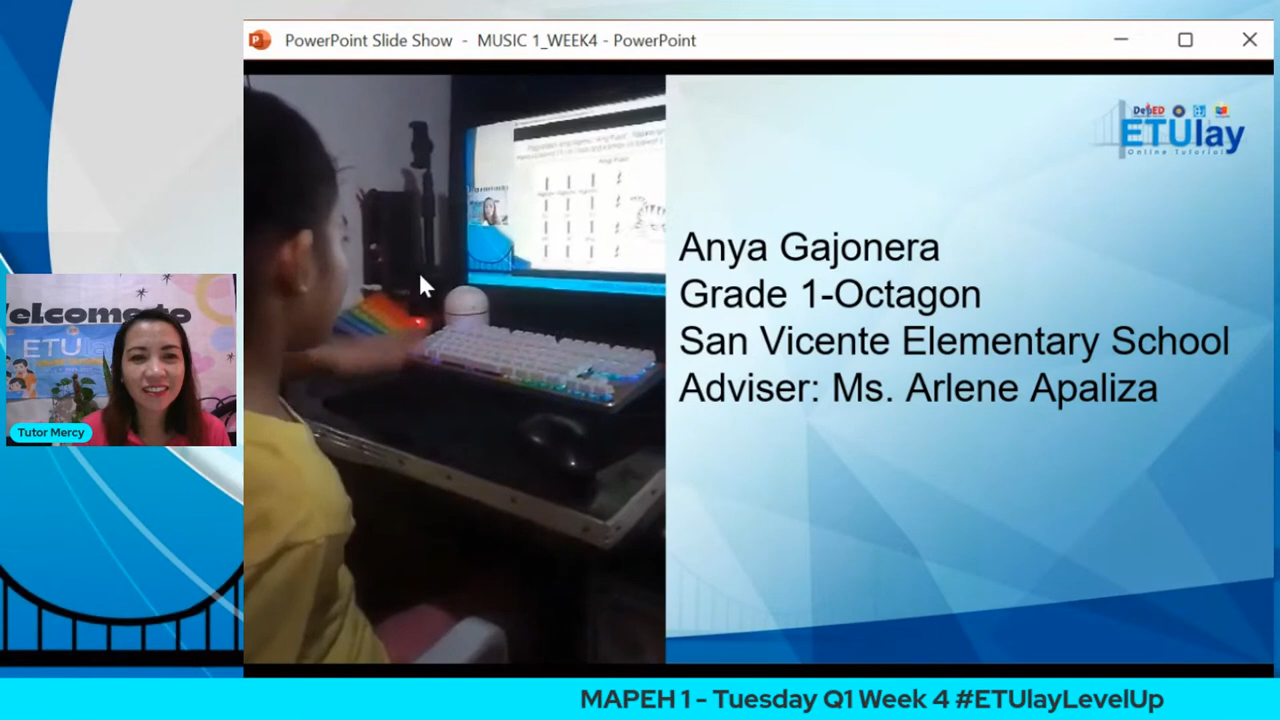 PowerPoint Slide Show - MUSIC 1_WEEK4 - PowerPoint
DepED
ETUlay
Online Tutorial
Anya Gajonera
Grade 1-Octagon
San Vicente Elementary School
Adviser: Ms. Arlene Apaliza
elcome to
ETUlay
Tutor Mercy
MAPEH 1 - Tuesday Q1 Week 4 #ETUlayLevelUp